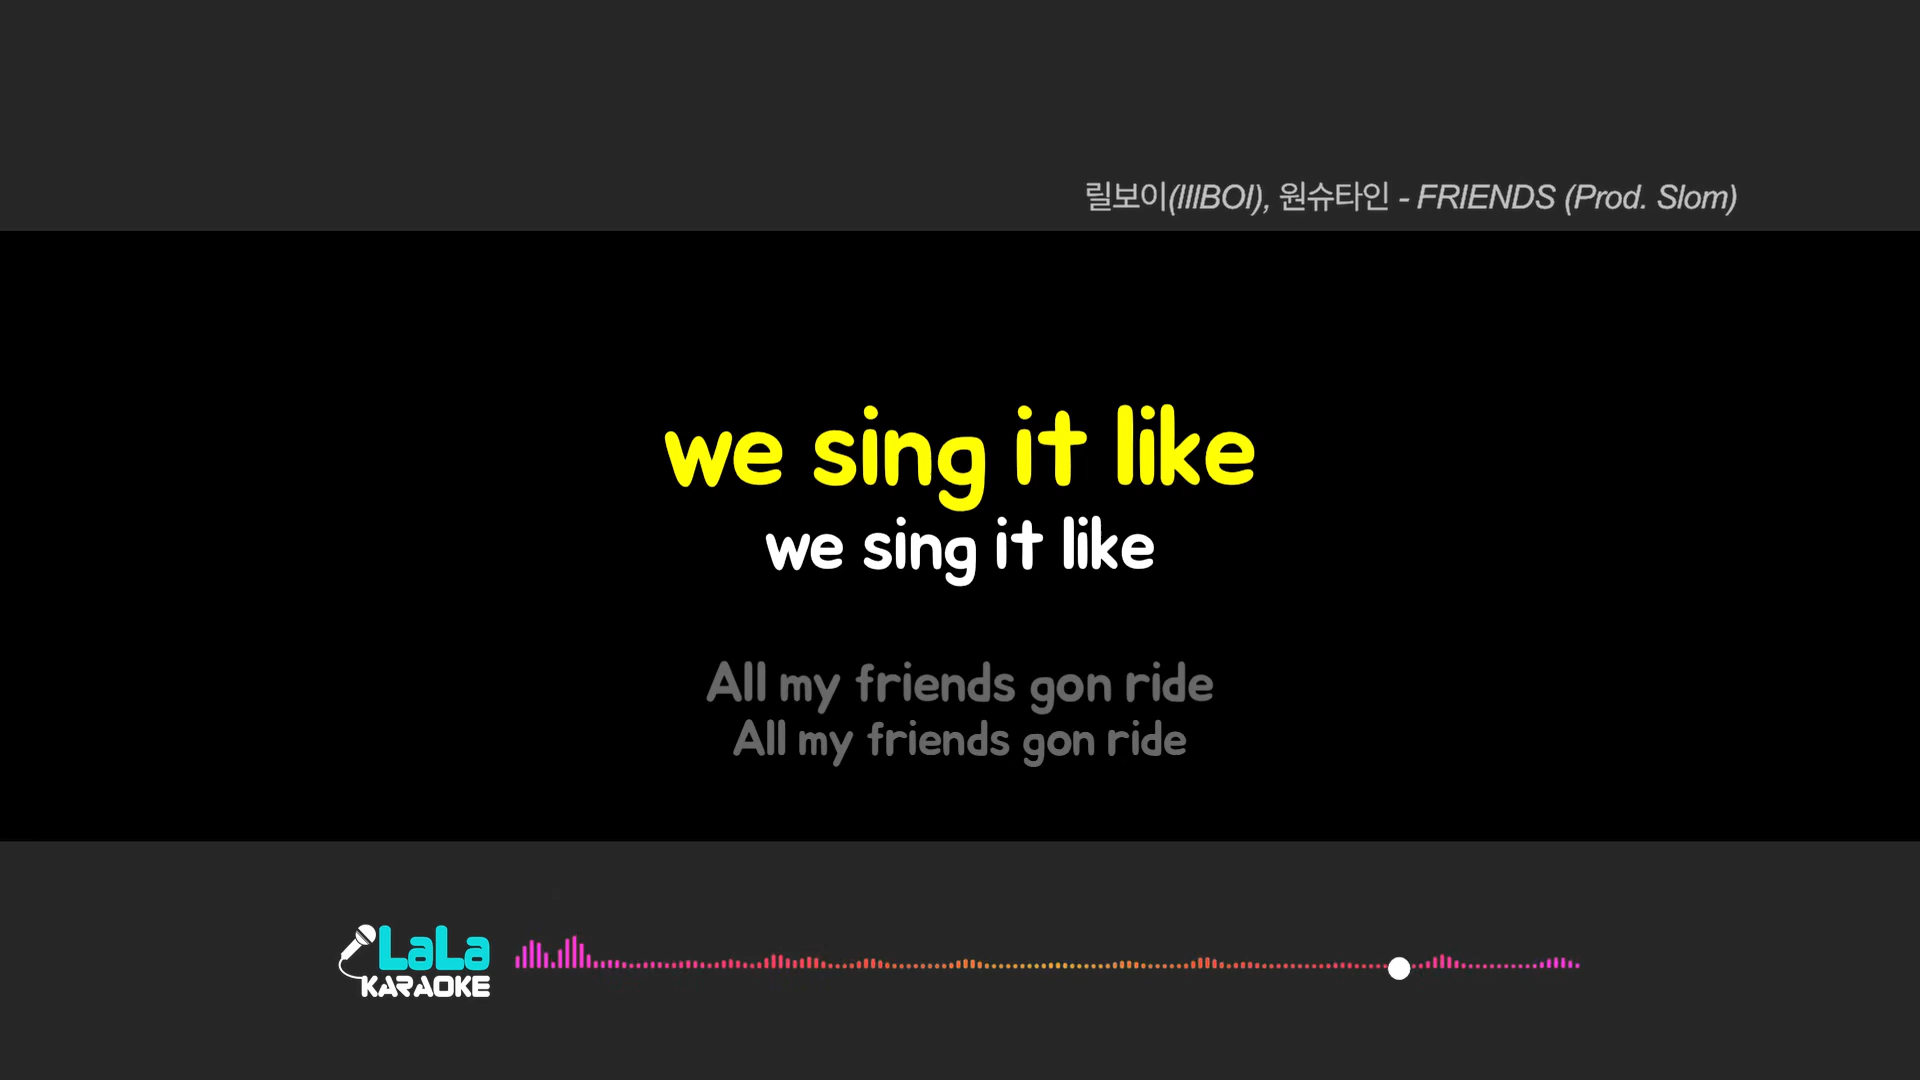 릴보이(lIlBOI), 원슈타인 - FRIENDS (Prod. Slom)
we sing it like
we sing it like
All my friends gon ride
All my friends gon ride
LaLa
KARAOKE